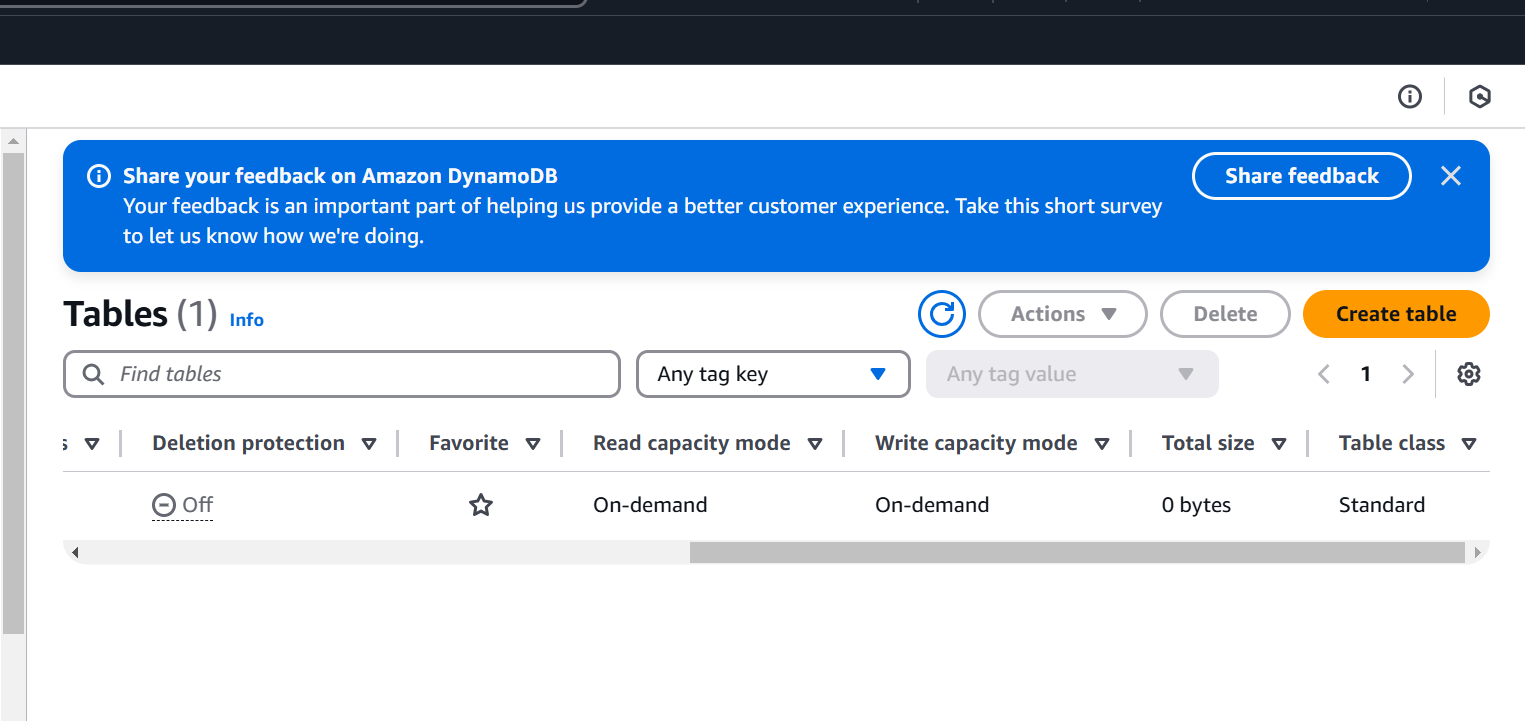 Share your feedback on Amazon DynamoDB
Share feedback
Your feedback is an important part of helping us provide a better customer experience. Take this short survey
to let us know how we're doing.
Tables (1) Info
Actions
Delete
Create table
Find tables
Any tag key
Any tag value
1
s
Deletion protection
Favorite
Read capacity mode
Write capacity mode
Total size
Table class
Off
On-demand
On-demand
0 bytes
Standard